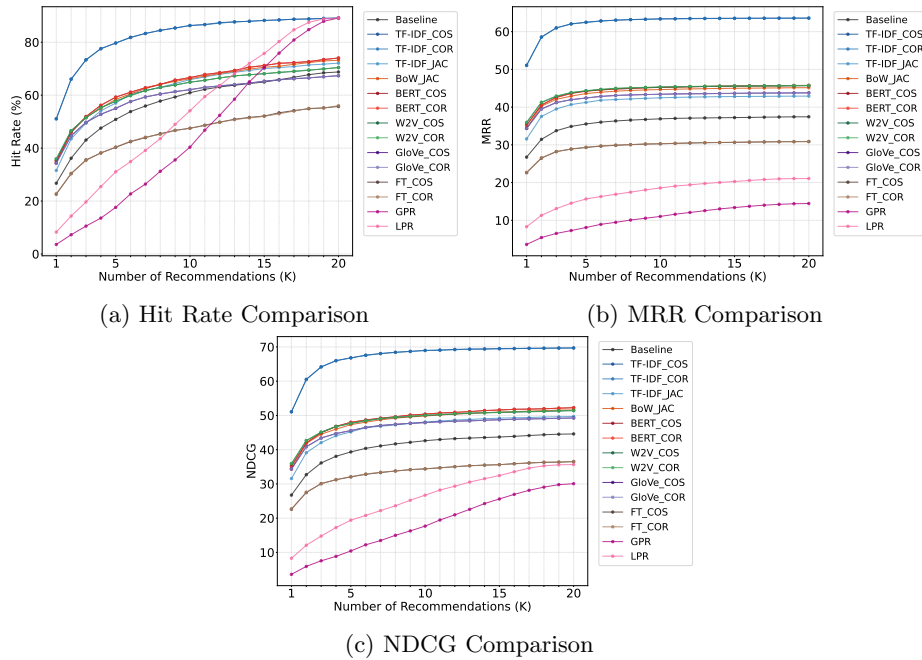 Hit Rate (%)
80
60
40
20
0
1
5
10
15
20
Number of Recommendations (K)
Baseline
TF-IDF_COS
TF-IDF_COR
TF-IDF_JAC
BoW_JAC
BERT_COS
BERT_COR
W2V_COS
W2V_COR
GloVe_COS
GloVe_COR
FT_COS
FT_COR
GPR
LPR
(a) Hit Rate Comparison
MRR
60
50
40
30
20
10
1
5
10
15
20
Number of Recommendations (K)
Baseline
TF-IDF_COS
TF-IDF_COR
TF-IDF_JAC
BoW_JAC
BERT_COS
BERT_COR
W2V_COS
W2V_COR
GloVe_COS
GloVe_COR
FT_COS
FT_COR
GPR
LPR
(b) MRR Comparison
NDCG
70
60
50
40
30
20
10
1
5
10
15
20
Number of Recommendations (K)
Baseline
TF-IDF_COS
TF-IDF_COR
TF-IDF_JAC
BoW_JAC
BERT_COS
BERT_COR
W2V_COS
W2V_COR
GloVe_COS
GloVe_COR
FT_COS
FT_COR
GPR
LPR
(c) NDCG Comparison